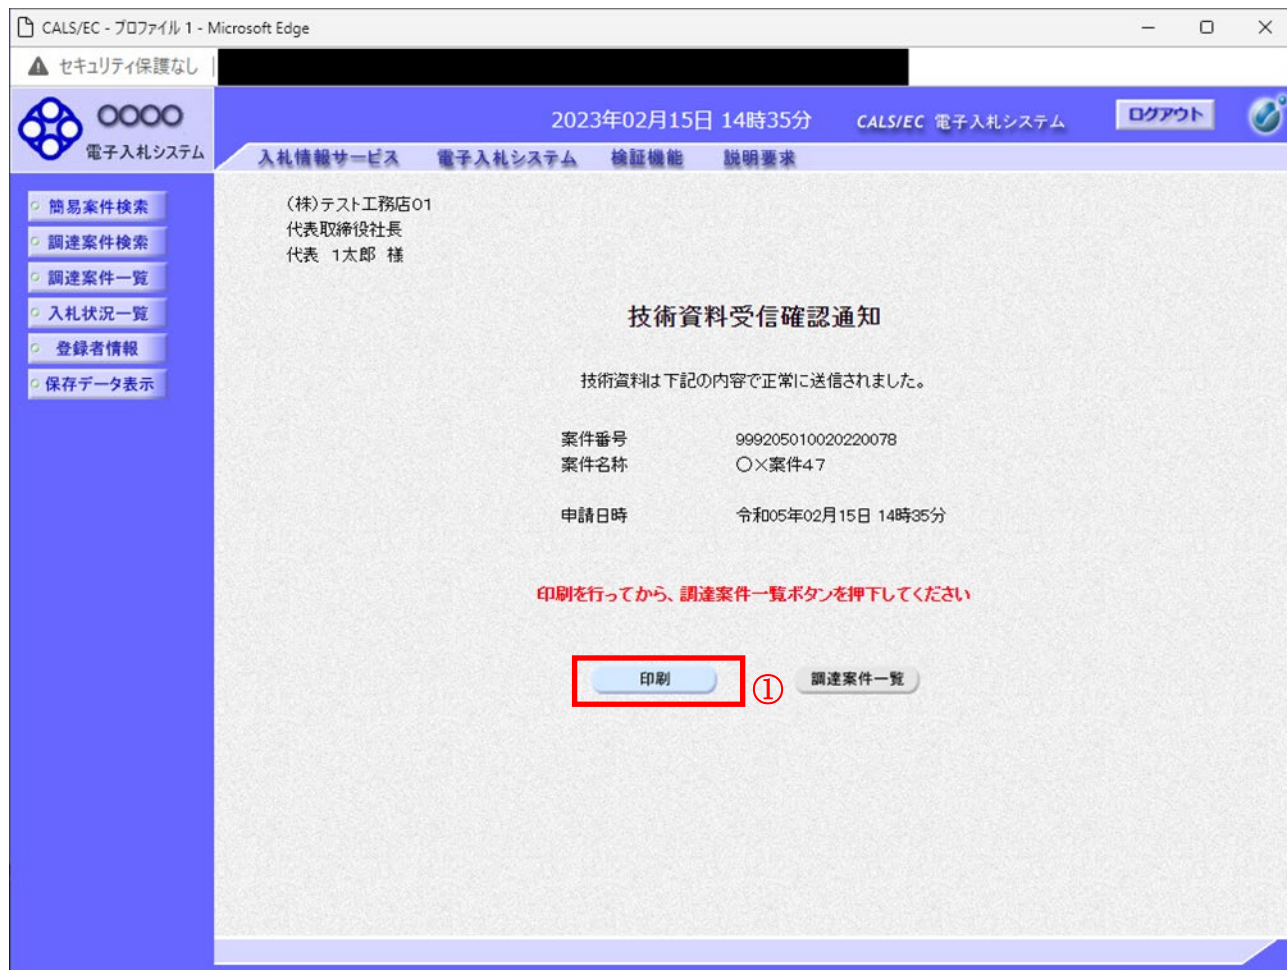 CALS/EC - プロファイル 1 - Microsoft Edge
セキュリティ保護なし
〇〇〇〇
電子入札システム
2023年02月15日 14時35分 CALS/EC 電子入札システム ログアウト
入札情報サービス 電子入札システム 検証機能 説明要求
簡易案件検索
調達案件検索
調達案件一覧
入札状況一覧
登録者情報
保存データ表示
(株)テスト工務店01
代表取締役社長
代表 1太郎 様
技術資料受信確認通知
技術資料は下記の内容で正常に送信されました。
案件番号 999205010020220078
案件名称 〇×案件47
申請日時 令和05年02月15日 14時35分
印刷を行ってから、調達案件一覧ボタンを押下してください
印刷 ① 調達案件一覧